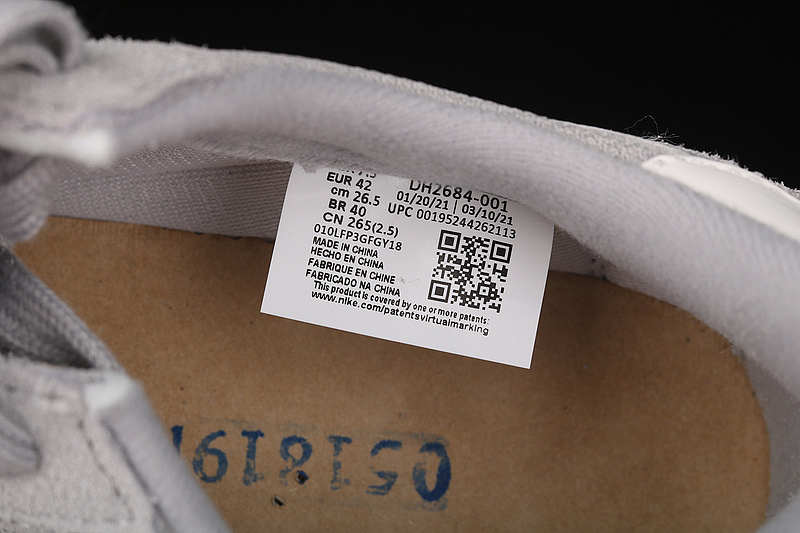 EUR 42
cm 26.5
BR 40
CN 265(2.5)
010LFP3GFGY18
DH2684-001
01/20/21 | 03/10/21
UPC 00195244262113
MADE IN CHINA
HECHO EN CHINA
FABRIQUE EN CHINE
FABRICADO NA CHINA
This product is covered by one or more patents:
www.nike.com/patentsvirtualmarking